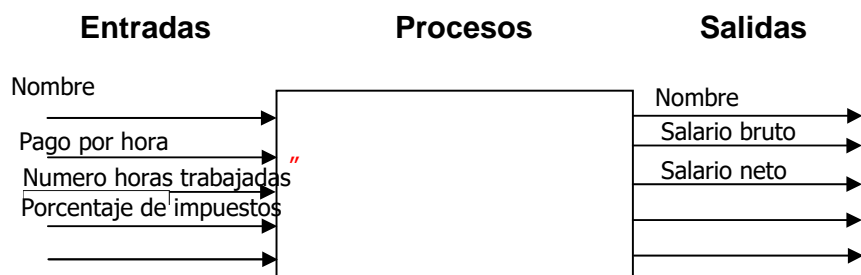 Entradas Procesos Salidas
Nombre
Pago por hora
Numero horas trabajadas"
Porcentaje de impuestos
Nombre
Salario bruto
Salario neto